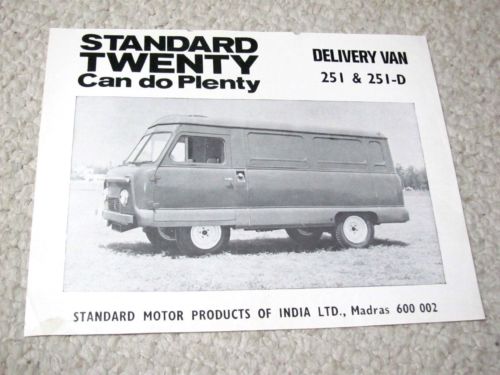 STANDARD
TWENTY
Can do Plenty
DELIVERY VAN
251 & 251-D
STANDARD MOTOR PRODUCTS OF INDIA LTD., Madras 600 002